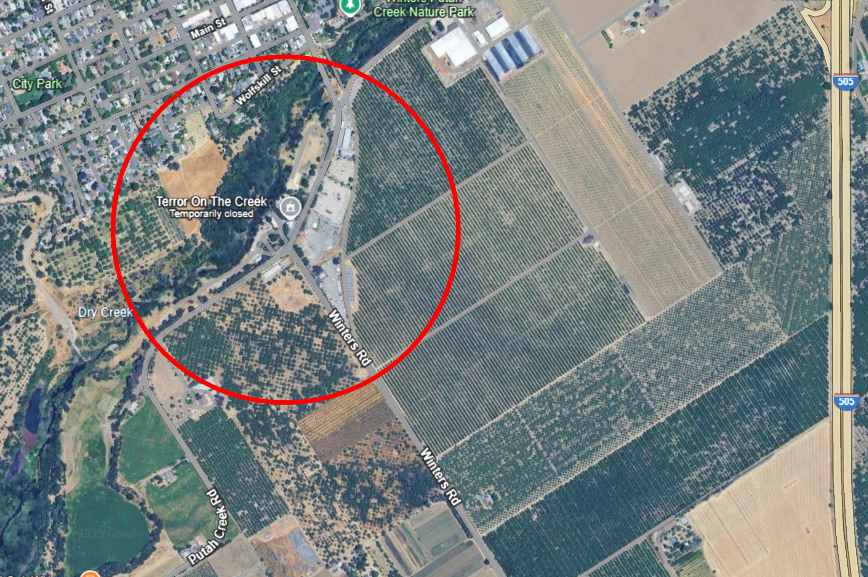 Winters Putah
Creek Nature Park
St
Main St
505
City Park
Wolfskill St
Terror On The Creek
Temporarily closed
Dry Creek
Winters Rd
505
Winters Rd
Putah Creek Rd